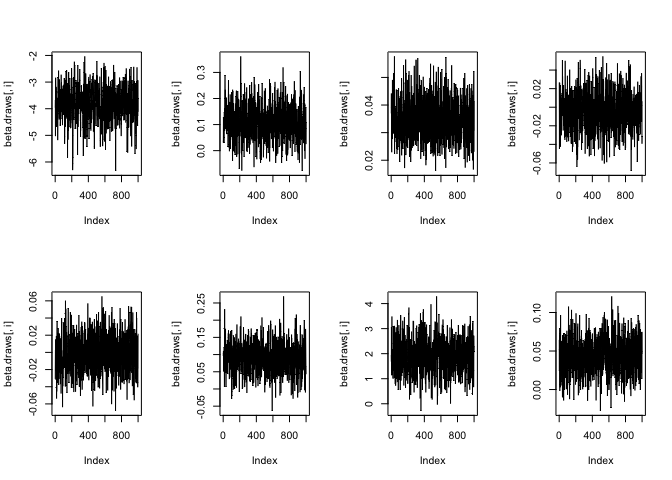 beta.draws[, i]
-2
-3
-4
-5
-6
0 400 800
Index
beta.draws[, i]
0.3
0.2
0.1
0.0
0 400 800
Index
beta.draws[, i]
0.04
0.02
0 400 800
Index
beta.draws[, i]
0.02
-0.02
-0.06
0 400 800
Index
beta.draws[, i]
0.06
0.02
-0.02
-0.06
0 400 800
Index
beta.draws[, i]
0.25
0.15
0.05
-0.05
0 400 800
Index
beta.draws[, i]
4
3
2
1
0
0 400 800
Index
beta.draws[, i]
0.10
0.05
0.00
0 400 800
Index